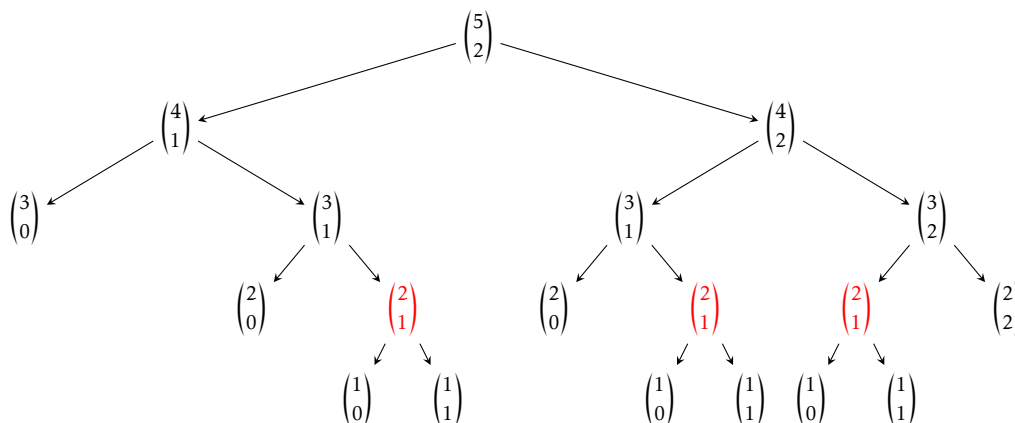 (5 2)
(4 1) (4 2)
(3 0) (3 1) (3 1) (3 2)
(2 0) (2 1) (2 0) (2 1) (2 1) (2 2)
(1 0) (1 1) (1 0) (1 1) (1 0) (1 1)